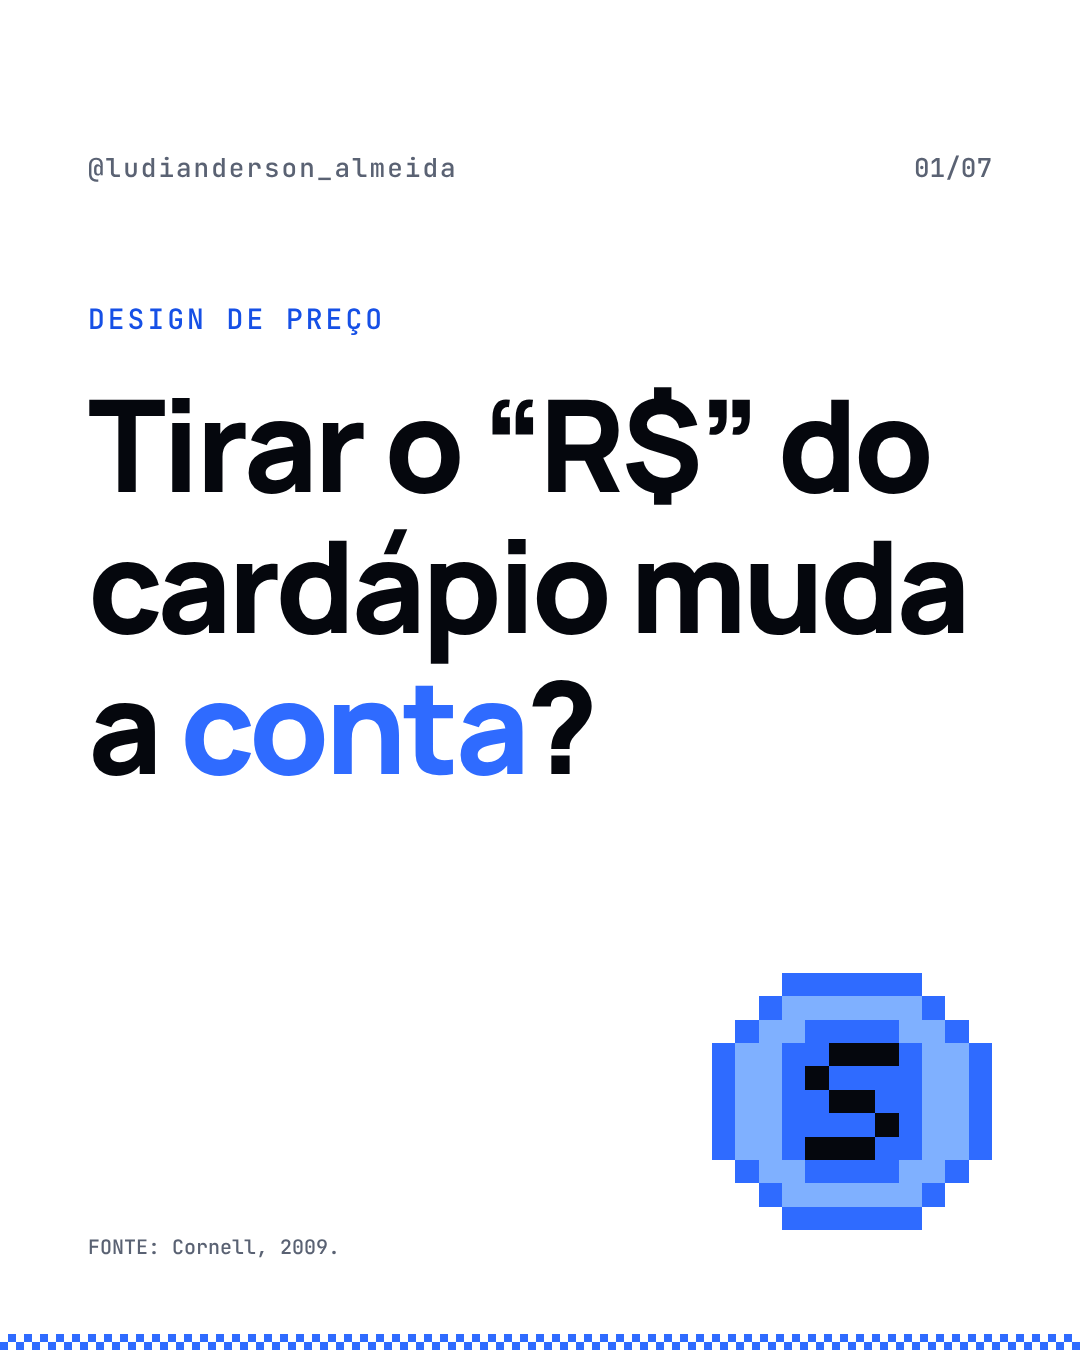 @ludianderson_almeida
01/07
DESIGN DE PREÇO
Tirar o “R$” do
cardápio muda
a conta?
S
FONTE: Cornell, 2009.